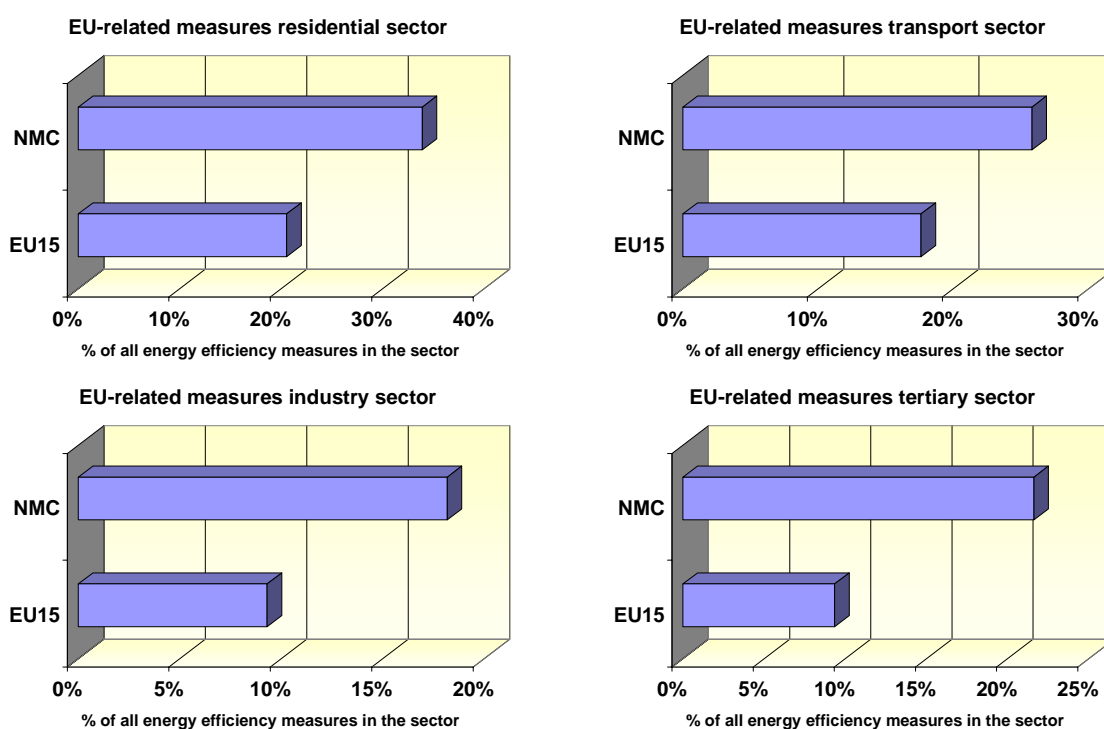 EU-related measures residential sector
NMC
EU15
0% 10% 20% 30% 40%
% of all energy efficiency measures in the sector
EU-related measures transport sector
NMC
EU15
0% 10% 20% 30%
% of all energy efficiency measures in the sector
EU-related measures industry sector
NMC
EU15
0% 5% 10% 15% 20%
% of all energy efficiency measures in the sector
EU-related measures tertiary sector
NMC
EU15
0% 5% 10% 15% 20% 25%
% of all energy efficiency measures in the sector